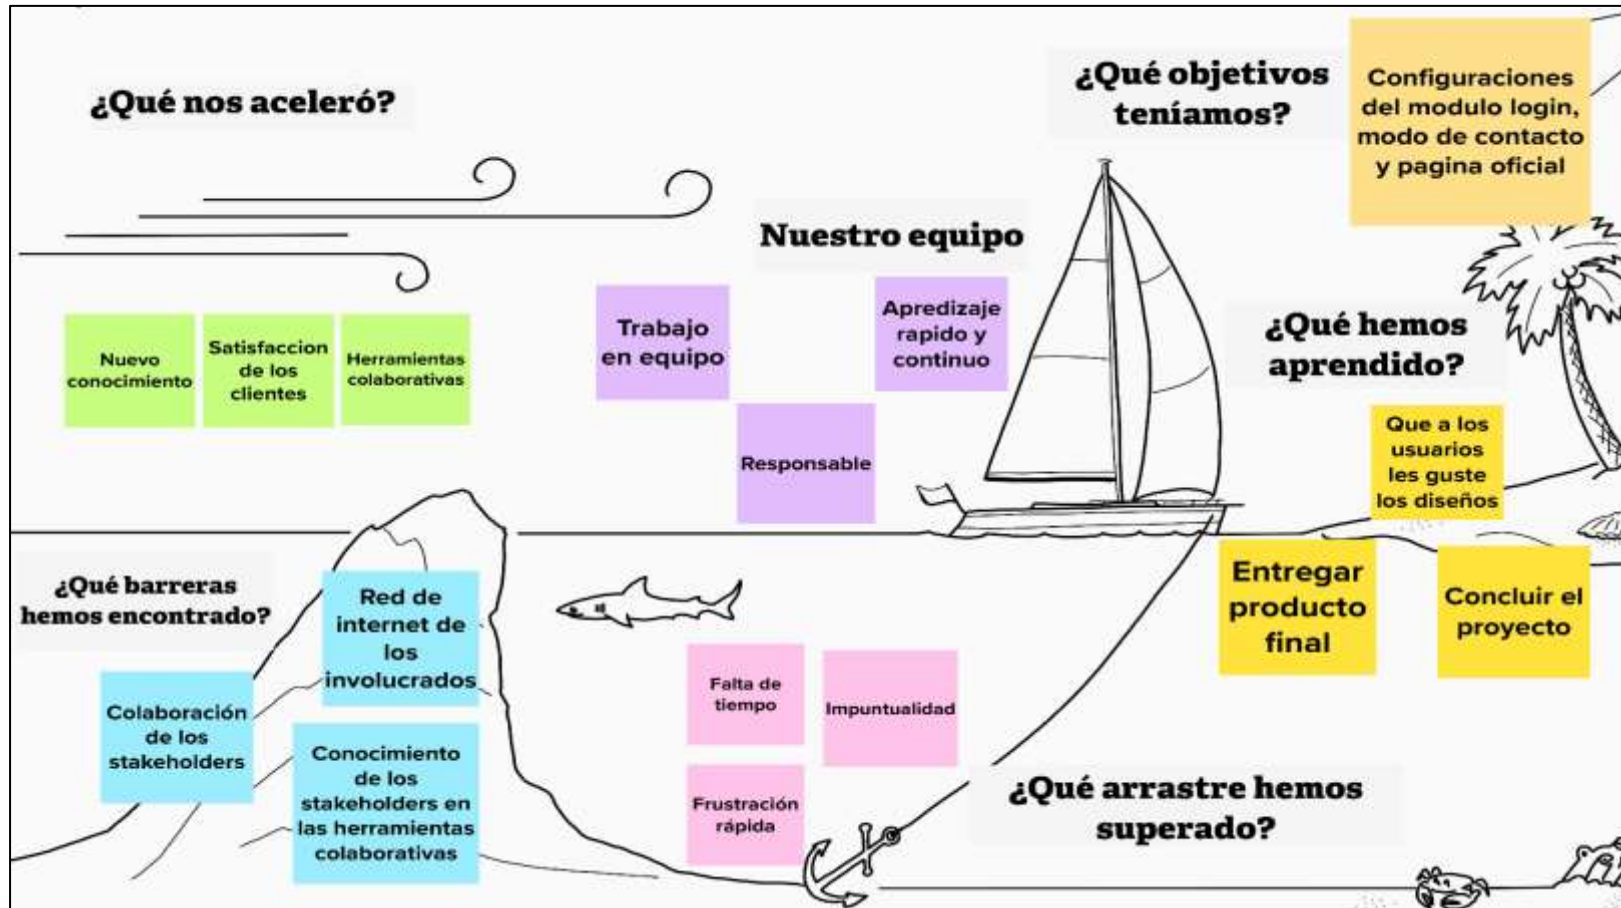 ¿Qué nos aceleró?
Nuevo
conocimiento
Satisfaccion
de los
clientes
Herramientas
colaborativas
Nuestro equipo
Trabajo
en equipo
Apredizaje
rapido y
continuo
Responsable
¿Qué objetivos
teníamos?
Configuraciones
del modulo login,
modo de contacto
y pagina oficial
¿Qué hemos
aprendido?
Que a los
usuarios
les guste
los diseños
Entregar
producto
final
Concluir el
proyecto
¿Qué barreras
hemos encontrado?
Red de
internet de
los
involucrados
Colaboración
de los
stakeholders
Conocimiento
de los
stakeholders en
las herramientas
colaborativas
Falta de
tiempo
Impuntualidad
Frustración
rápida
¿Qué arrastre hemos
superado?